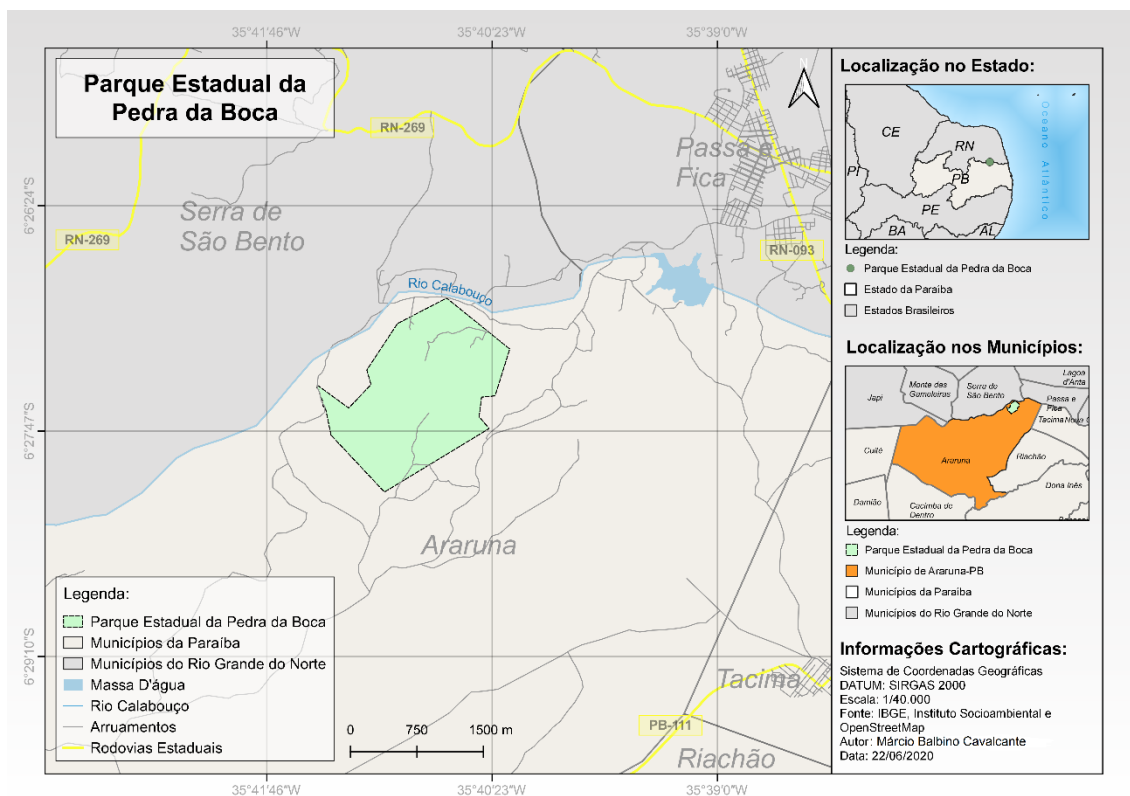 35°41'46"W
35°40'23"W
35°39'0"W
Parque Estadual da
Pedra da Boca
RN-269
Passa e
Fica
6°26'24"S
Serra de
São Bento
RN-269
RN-093
Rio Calabouço
6°27'47"S
Araruna
6°29'10"S
Tacima
PB-111
Riachão
Legenda:
Parque Estadual da Pedra da Boca
Municípios da Paraíba
Municípios do Rio Grande do Norte
Massa D'água
Rio Calabouço
Arruamentos
Rodovias Estaduais
0 750 1500 m
35°41'46"W
35°40'23"W
35°39'0"W
Localização no Estado:
CE
RN
PI
PB
PE
BA
AL
Oceano Atlântico
Legenda:
Parque Estadual da Pedra da Boca
Estado da Paraíba
Estados Brasileiros
Localização nos Municípios:
Lagoa
d'Anta
Monte das
Gameleiras
Serra do
São Bento
Japi
Passa e
Fica
Tacima
Cuité
Araruna
Riachão
Dona Inês
Damião
Cacimba de
Dentro
Legenda:
Parque Estadual da Pedra da Boca
Município de Araruna-PB
Municípios da Paraíba
Municípios do Rio Grande do Norte
Informações Cartográficas:
Sistema de Coordenadas Geográficas
DATUM: SIRGAS 2000
Escala: 1/40.000
Fonte: IBGE, Instituto Socioambiental e
OpenStreetMap
Autor: Márcio Balbino Cavalcante
Data: 22/06/2020